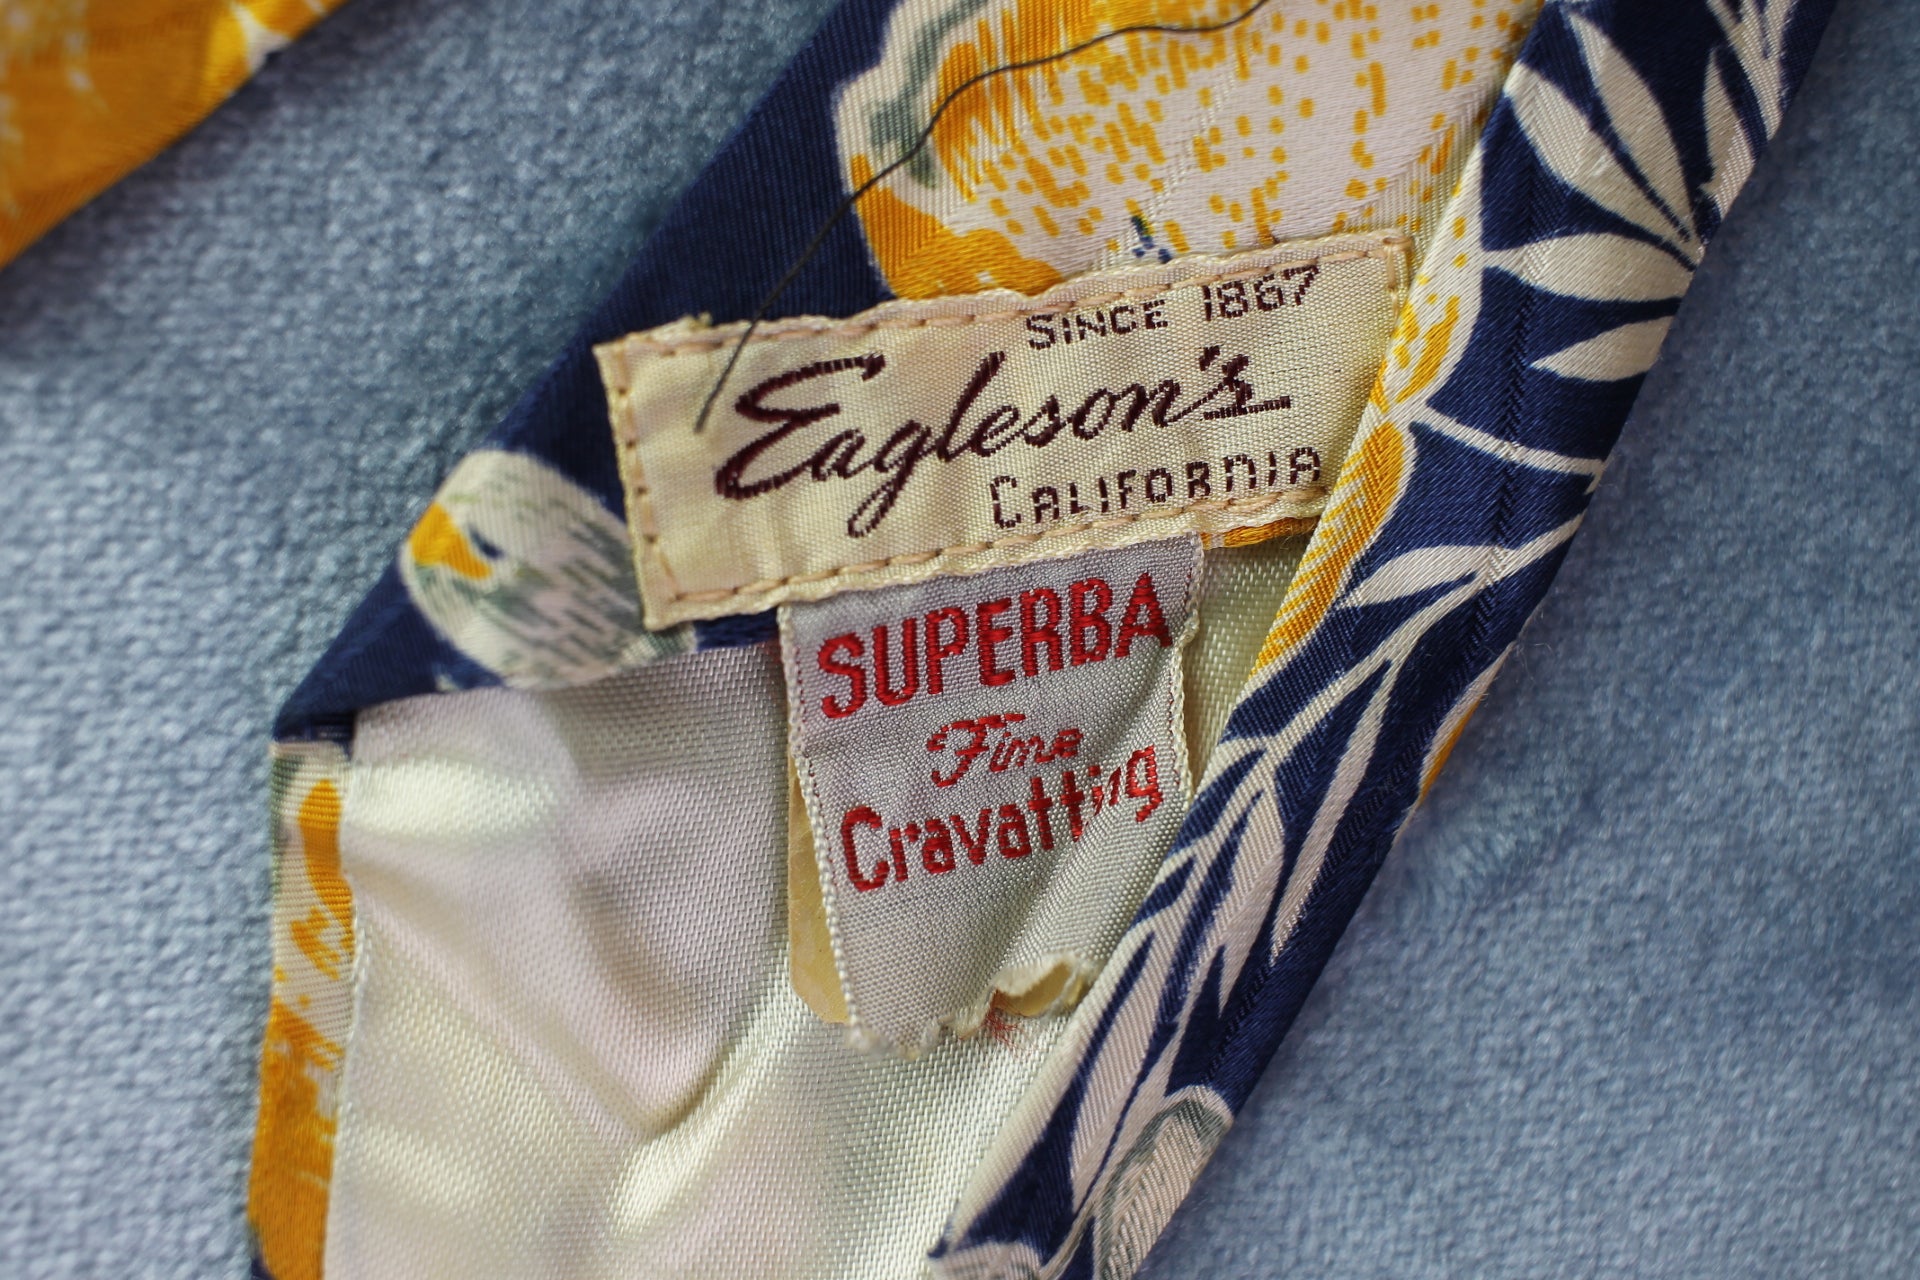 SINCE 1867
Eagleson's
CALIFORNIA
SUPERBA
Fine
Cravatting